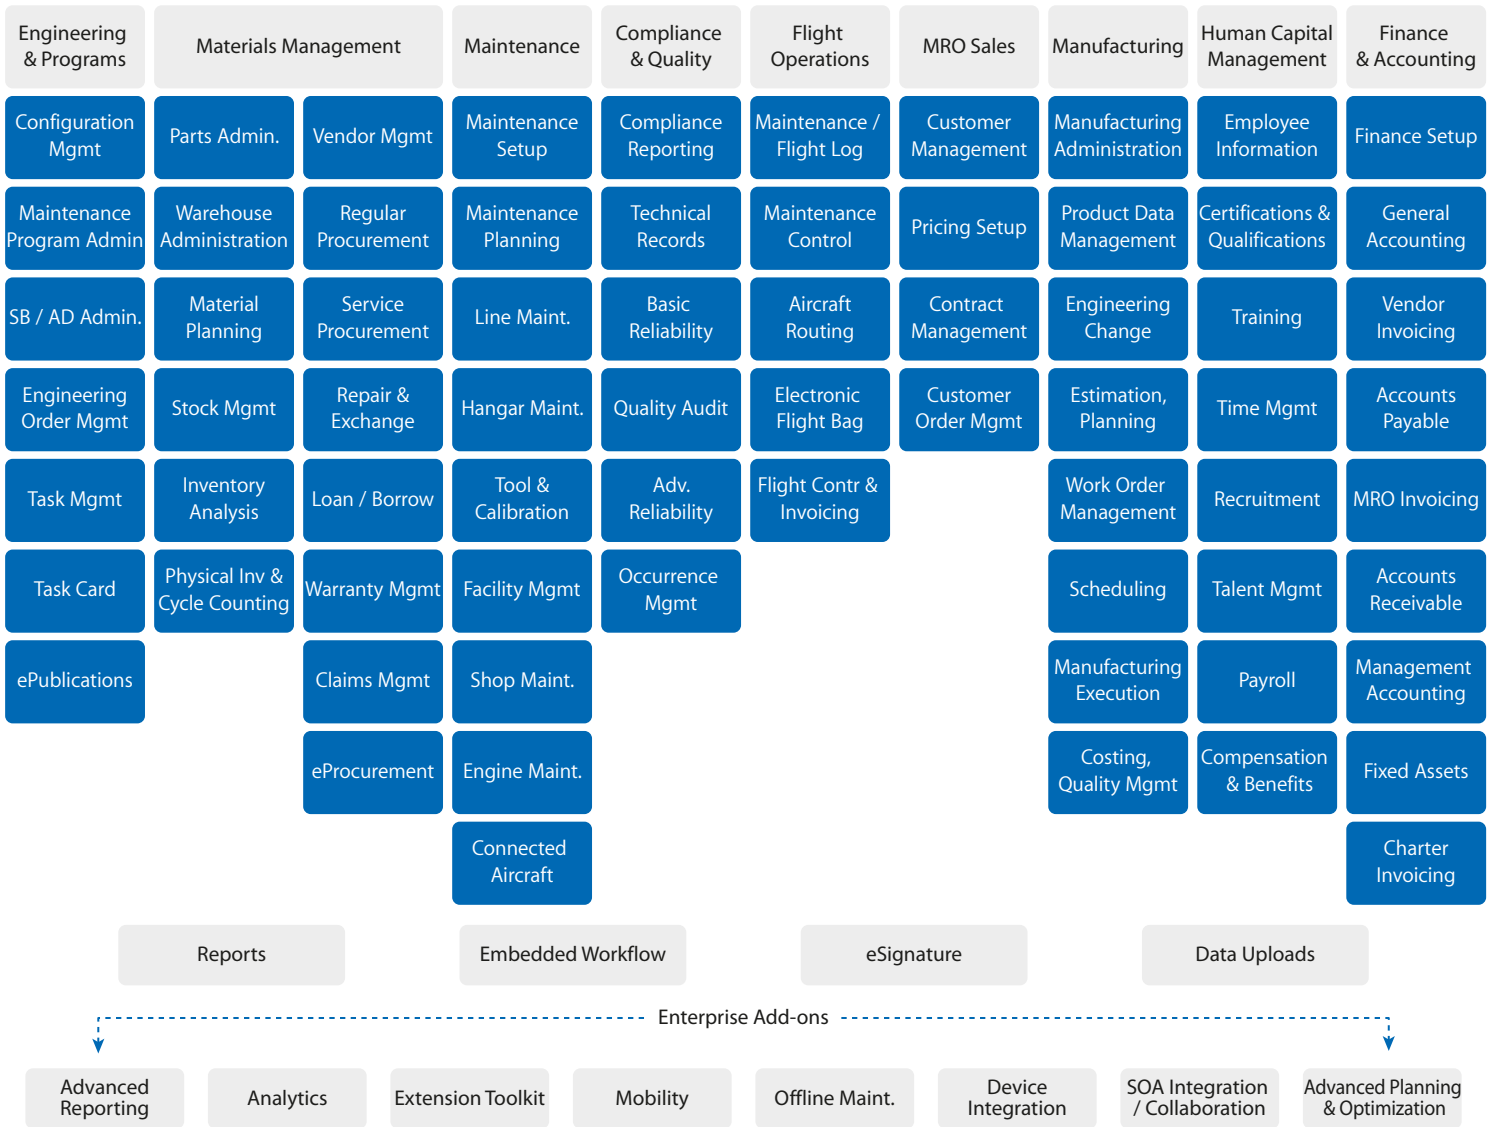 Engineering
& Programs
Materials Management
Maintenance
Compliance
& Quality
Flight
Operations
MRO Sales
Manufacturing
Human Capital
Management
Finance
& Accounting
Configuration
Mgmt
Parts Admin.
Vendor Mgmt
Maintenance
Setup
Compliance
Reporting
Maintenance /
Flight Log
Customer
Management
Manufacturing
Administration
Employee
Information
Finance Setup
Maintenance
Program Admin
Warehouse
Administration
Regular
Procurement
Maintenance
Planning
Technical
Records
Maintenance
Control
Pricing Setup
Product Data
Management
Certifications &
Qualifications
General
Accounting
SB / AD Admin.
Material
Planning
Service
Procurement
Line Maint.
Basic
Reliability
Aircraft
Routing
Contract
Management
Engineering
Change
Training
Vendor
Invoicing
Engineering
Order Mgmt
Stock Mgmt
Repair &
Exchange
Hangar Maint.
Quality Audit
Electronic
Flight Bag
Customer
Order Mgmt
Estimation,
Planning
Time Mgmt
Accounts
Payable
Task Mgmt
Inventory
Analysis
Loan / Borrow
Tool &
Calibration
Adv.
Reliability
Flight Contr &
Invoicing
Work Order
Management
Recruitment
MRO Invoicing
Task Card
Physical Inv &
Cycle Counting
Warranty Mgmt
Facility Mgmt
Occurrence
Mgmt
Scheduling
Talent Mgmt
Accounts
Receivable
ePublications
Claims Mgmt
Shop Maint.
Manufacturing
Execution
Payroll
Management
Accounting
eProcurement
Engine Maint.
Costing,
Quality Mgmt
Compensation
& Benefits
Fixed Assets
Connected
Aircraft
Charter
Invoicing
Reports
Embedded Workflow
eSignature
Data Uploads
Enterprise Add-ons
Advanced
Reporting
Analytics
Extension Toolkit
Mobility
Offline Maint.
Device
Integration
SOA Integration
/ Collaboration
Advanced Planning
& Optimization